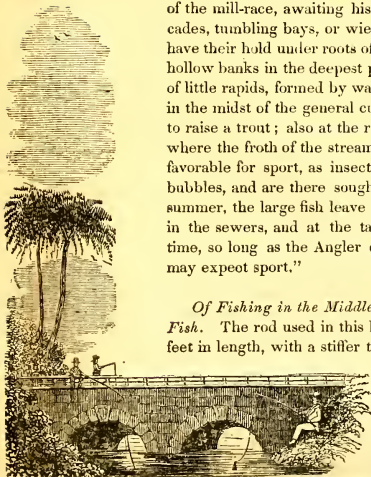 of the mill-race, awaiting his
cades, tumbling bays, or wie
have their hold under roots of
hollow banks in the deepest p
of little rapids, formed by wa
in the midst of the general cu
to raise a trout; also at the r
where the froth of the stream
favorable for sport, as insect
bubbles, and are there sough
summer, the large fish leave
in the sewers, and at the ta
time, so long as the Angler c
may expect sport.”
Of Fishing in the Middle
Fish. The rod used in this k
feet in length, with a stiffer t